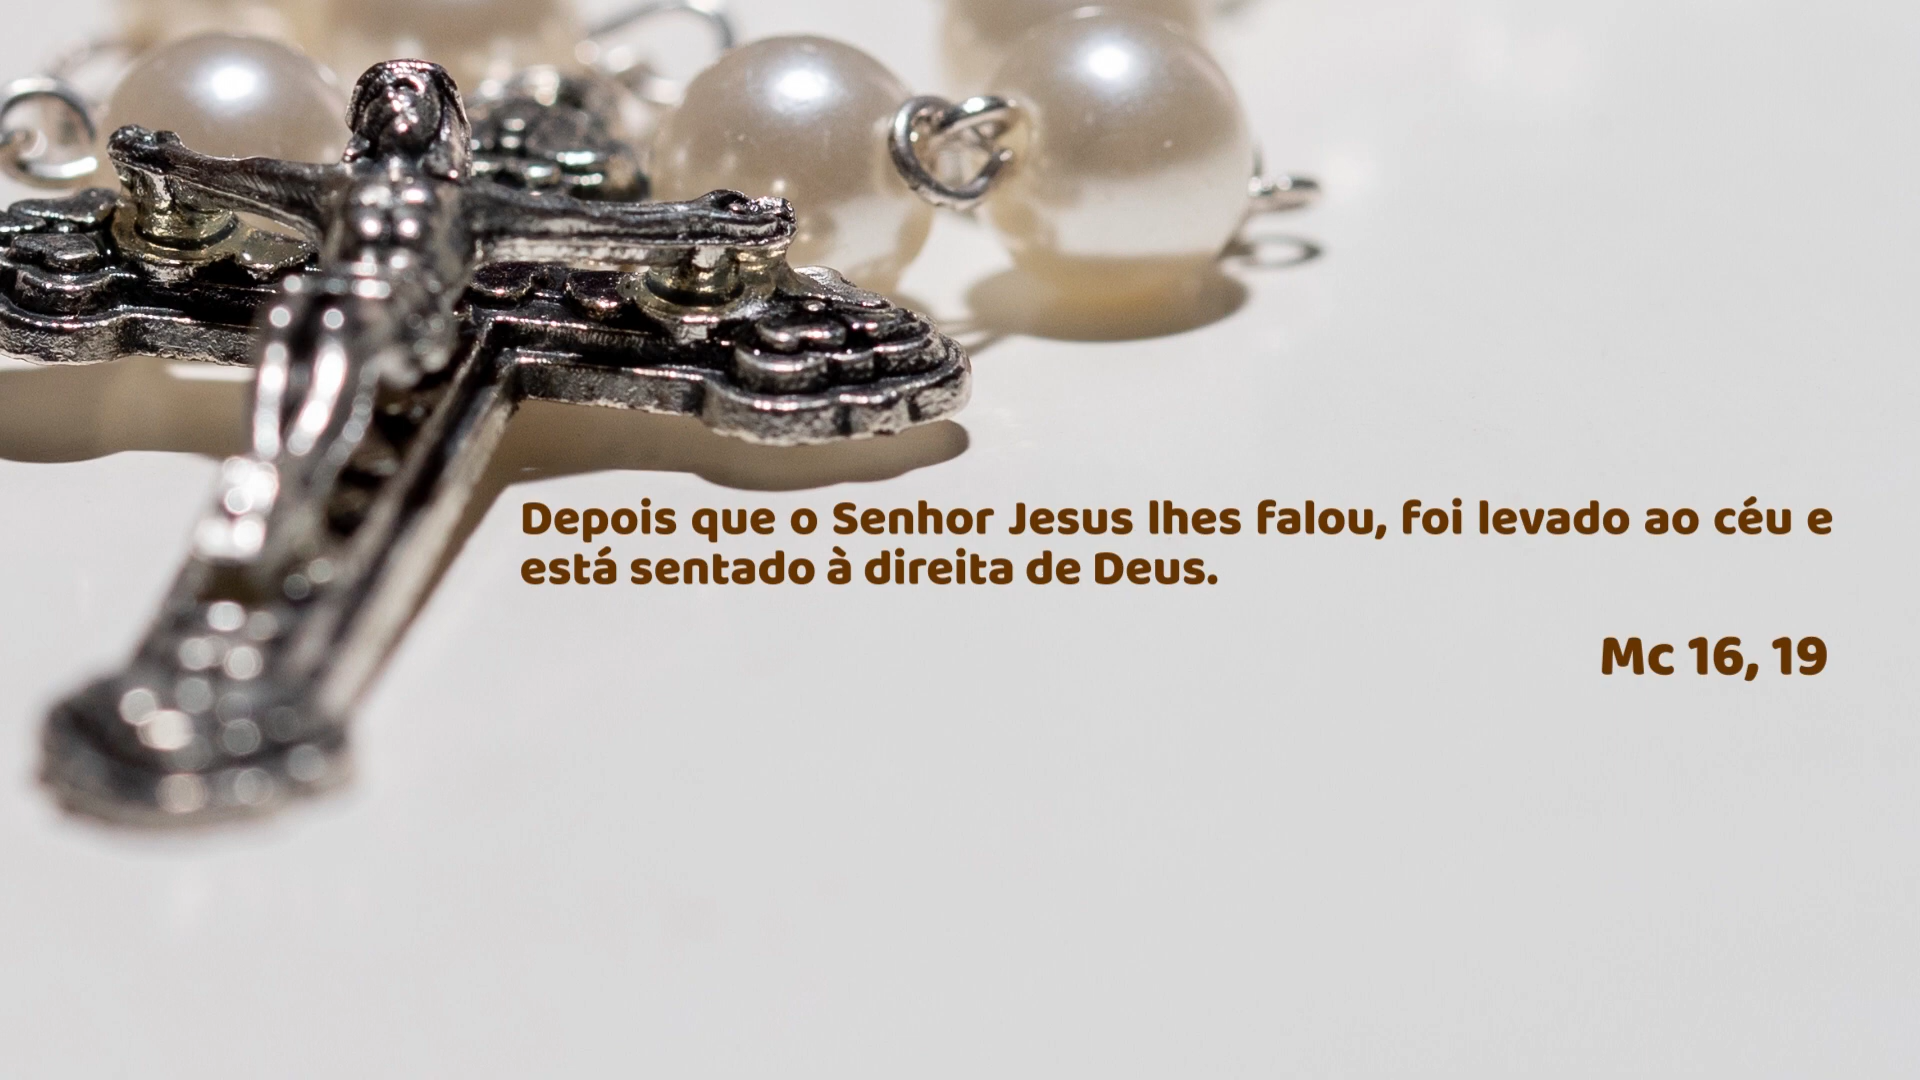 Depois que o Senhor Jesus lhes falou, foi levado ao céu e
está sentado à direita de Deus.
Mc 16, 19